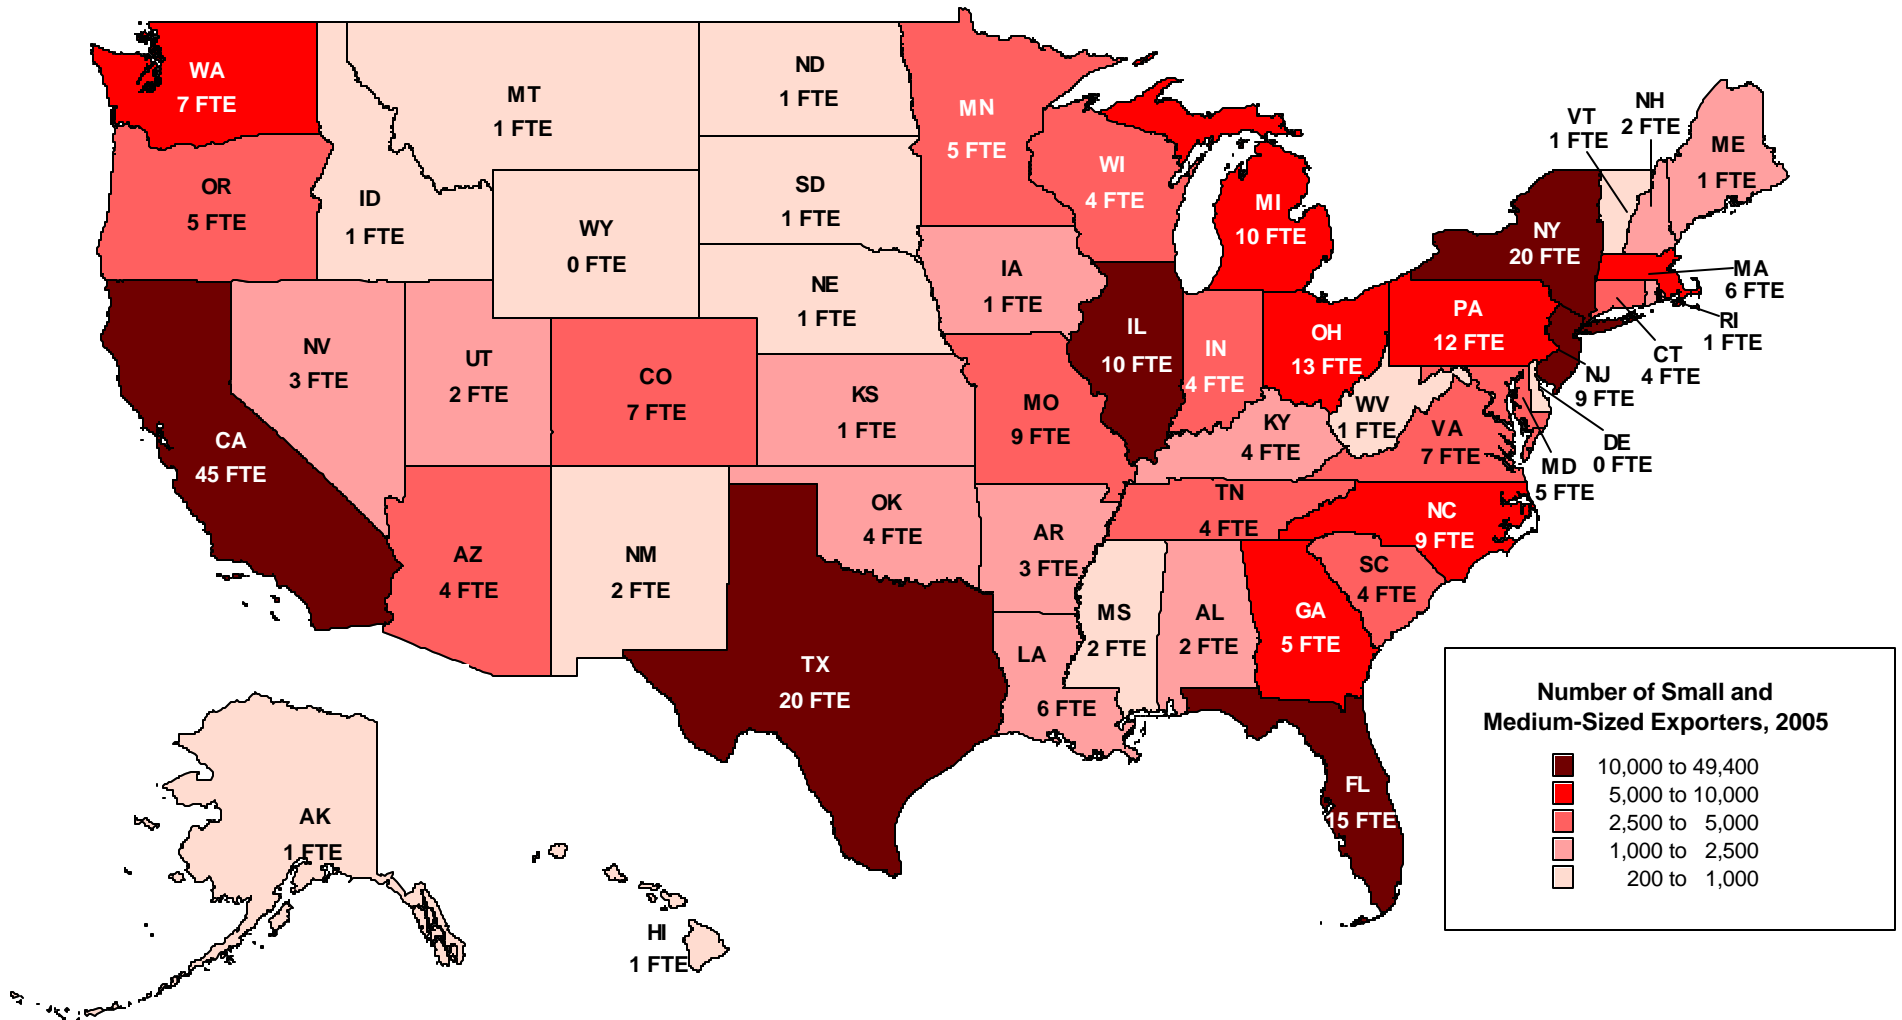 WA
7 FTE
OR
5 FTE
CA
45 FTE
NV
3 FTE
ID
1 FTE
MT
1 FTE
WY
0 FTE
UT
2 FTE
CO
7 FTE
AZ
4 FTE
NM
2 FTE
ND
1 FTE
SD
1 FTE
NE
1 FTE
KS
1 FTE
OK
4 FTE
TX
20 FTE
MN
5 FTE
IA
1 FTE
MO
9 FTE
AR
3 FTE
LA
6 FTE
WI
4 FTE
IL
10 FTE
MI
10 FTE
IN
4 FTE
OH
13 FTE
KY
4 FTE
TN
4 FTE
MS
2 FTE
AL
2 FTE
GA
5 FTE
FL
15 FTE
SC
4 FTE
NC
9 FTE
VA
7 FTE
WV
1 FTE
PA
12 FTE
NY
20 FTE
VT
1 FTE
NH
2 FTE
ME
1 FTE
MA
6 FTE
RI
1 FTE
CT
4 FTE
NJ
9 FTE
DE
0 FTE
MD
5 FTE
AK
1 FTE
HI
1 FTE
Number of Small and
Medium-Sized Exporters, 2005
10,000 to 49,400
5,000 to 10,000
2,500 to 5,000
1,000 to 2,500
200 to 1,000